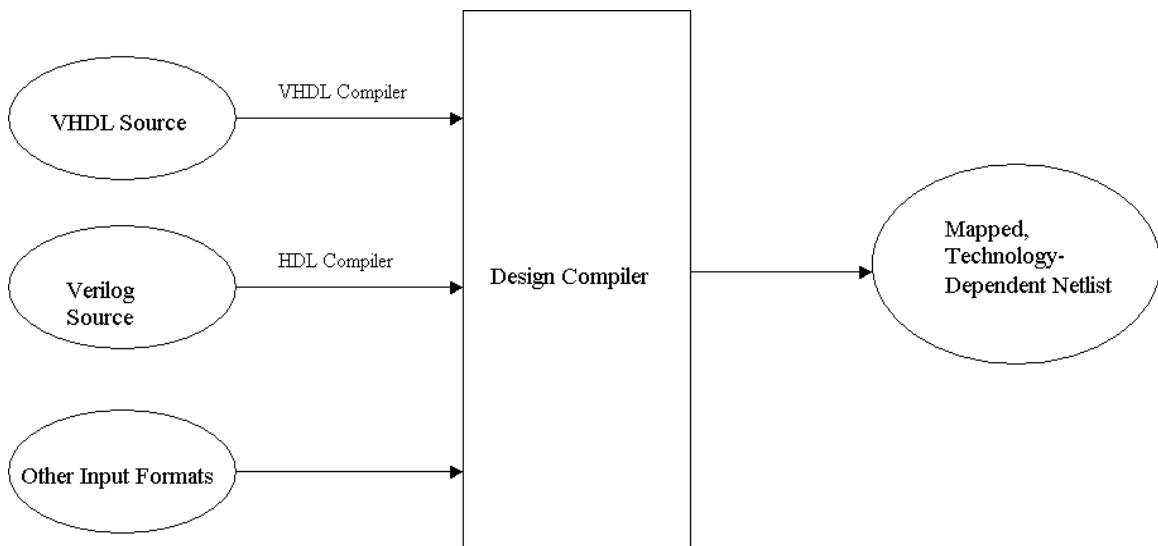 VHDL Compiler
VHDL Source
HDL Compiler
Verilog
Source
Other Input Formats
Design Compiler
Mapped,
Technology-
Dependent Netlist